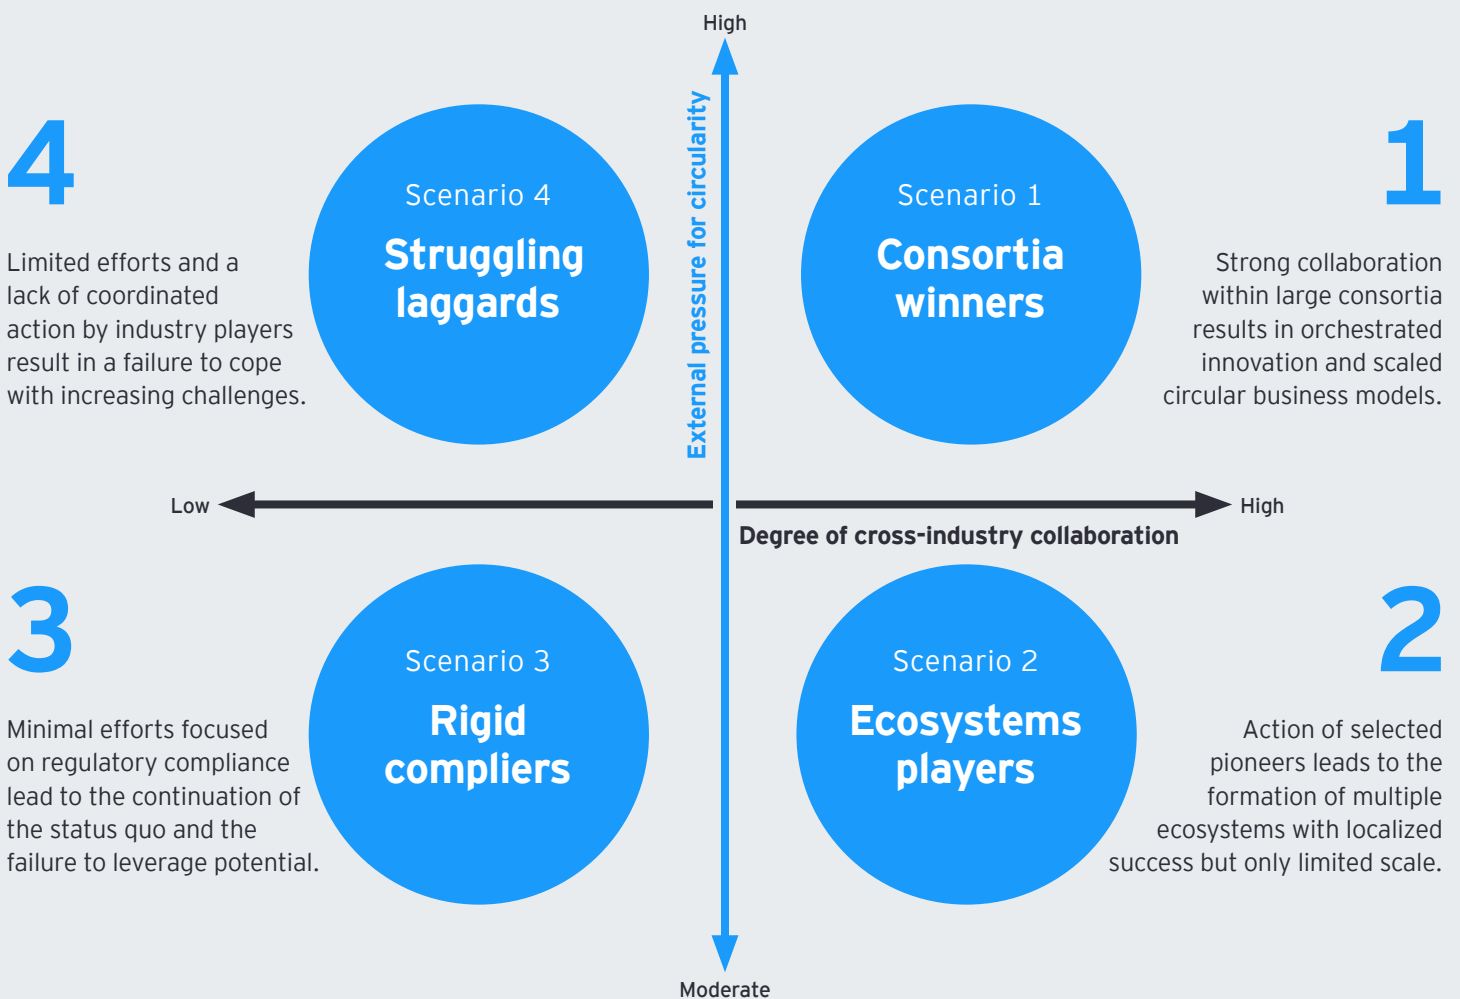 High
4
Scenario 4
Struggling
laggards
Limited efforts and a
lack of coordinated
action by industry players
result in a failure to cope
with increasing challenges.
External pressure for circularity
Scenario 1
Consortia
winners
1
Strong collaboration
within large consortia
results in orchestrated
innovation and scaled
circular business models.
Low
High
Degree of cross-industry collaboration
3
Scenario 3
Rigid
compliers
Minimal efforts focused
on regulatory compliance
lead to the continuation of
the status quo and the
failure to leverage potential.
Scenario 2
Ecosystems
players
2
Action of selected
pioneers leads to the
formation of multiple
ecosystems with localized
success but only limited scale.
Moderate